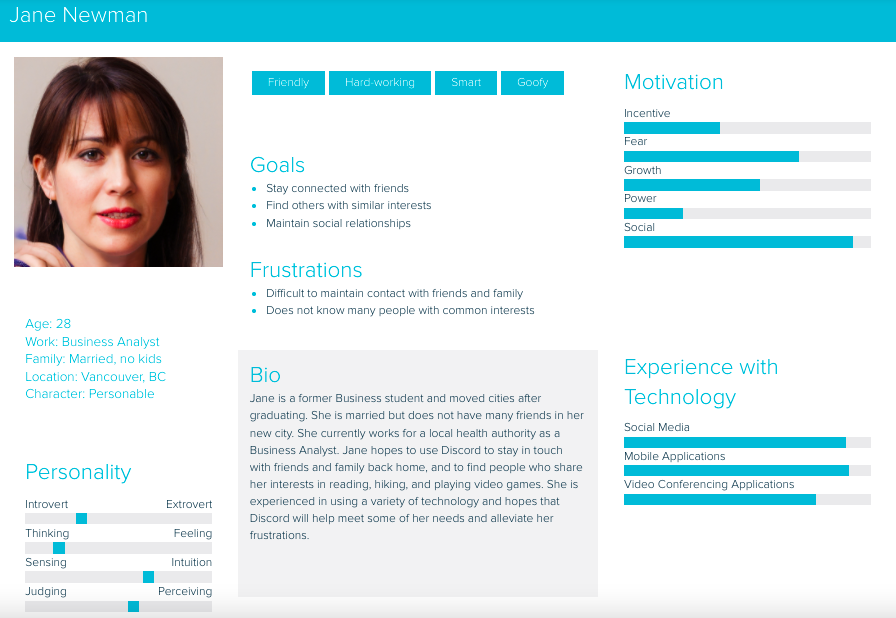 Jane Newman
Friendly
Hard-working
Smart
Goofy
Age: 28
Work: Business Analyst
Family: Married, no kids
Location: Vancouver, BC
Character: Personable
Personality
Introvert Extrovert
Thinking Feeling
Sensing Intuition
Judging Perceiving
Goals
Stay connected with friends
Find others with similar interests
Maintain social relationships
Frustrations
Difficult to maintain contact with friends and family
Does not know many people with common interests
Bio
Jane is a former Business student and moved cities after
graduating. She is married but does not have many friends in her
new city. She currently works for a local health authority as a
Business Analyst. Jane hopes to use Discord to stay in touch
with friends and family back home, and to find people who share
her interests in reading, hiking, and playing video games. She is
experienced in using a variety of technology and hopes that
Discord will help meet some of her needs and alleviate her
frustrations.
Motivation
Incentive
Fear
Growth
Power
Social
Experience with
Technology
Social Media
Mobile Applications
Video Conferencing Applications